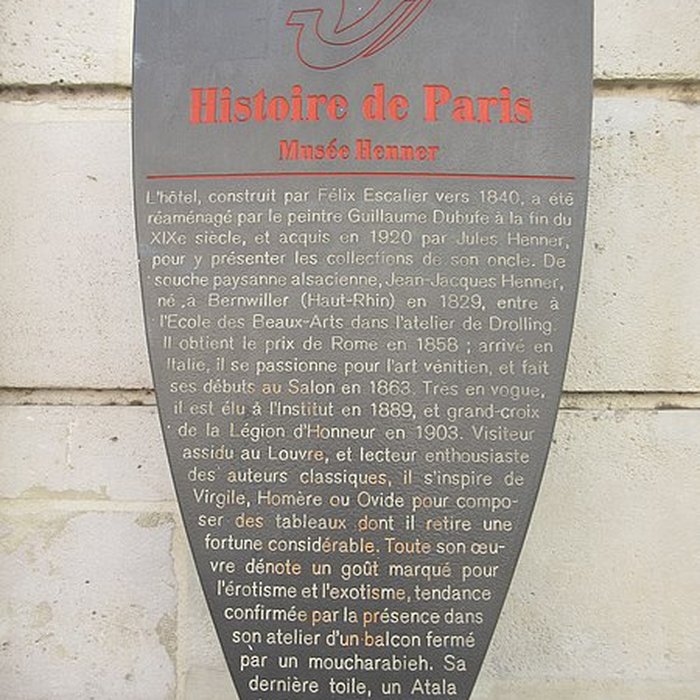 Histoire de Paris
Musée Henner
L'hôtel, construit par Félix Escalier vers 1840, a été
réaménagé par le peintre Guillaume Dubufe à la fin du
XIXe siècle, et acquis en 1920 par Jules Henner,
pour y présenter les collections de son oncle. De
souche paysanne alsacienne, Jean-Jacques Henner,
né à Bernwiller (Haut-Rhin) en 1829, entre à
l'Ecole des Beaux-Arts dans l'atelier de Drolling.
Il obtient le prix de Rome en 1858 ; arrivé en
Italie, il se passionne pour l'art vénitien, et fait
ses débuts au Salon en 1863. Très en vogue,
il est élu à l'Institut en 1889, et grand-croix
de la Légion d'Honneur en 1903. Visiteur
assidu au Louvre, et lecteur enthousiaste
des auteurs classiques, il s'inspire de
Virgile, Homère ou Ovide pour compo-
ser des tableaux dont il retire une
fortune considérable. Toute son œu-
vre dénote un goût marqué pour
l'érotisme et l'exotisme, tendance
confirmée par la présence dans
son atelier d'un balcon fermé
par un moucharabieh. Sa
dernière toile, un Atala